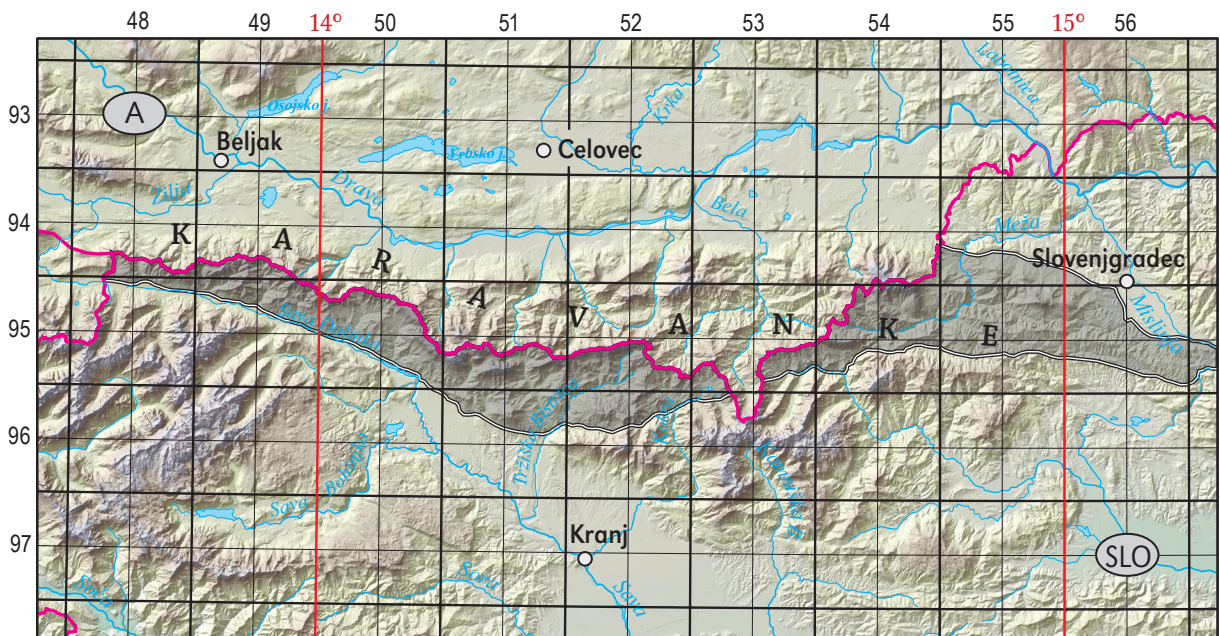 48 49 14° 50 51 52 53 54 55 15° 56
Labotnica
93
A
Osojsko j.
Krka
Beljak
Vrbsko j.
Celovec
Zilja
Drava
94
Bela
Meža
K A R A V A N K E
Slovenjgradec
95
Sava Dolinka
Mislinja
Tržiška Bistrica
Kokra
96
Sava Bohinjka
Kamniška B.
97
Kranj
SLO
Soča
Sora
Sava